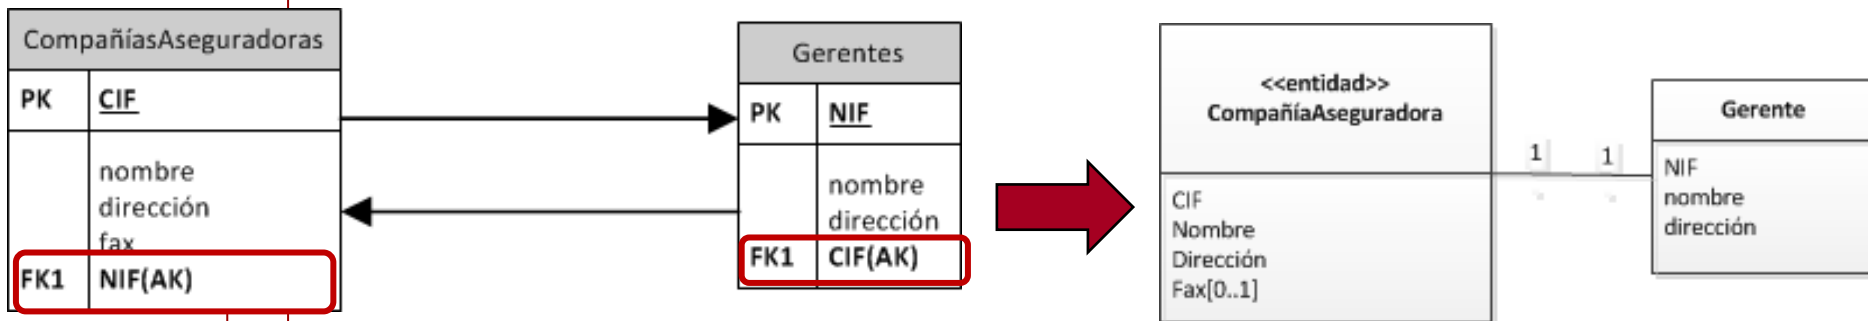 CompañíasAseguradoras
PK CIF
nombre
dirección
fax
FK1 NIF(AK)
Gerentes
PK NIF
nombre
dirección
FK1 CIF(AK)
<<entidad>>
CompañíaAseguradora
CIF
Nombre
Dirección
Fax[0..1]
1 1
Gerente
NIF
nombre
dirección